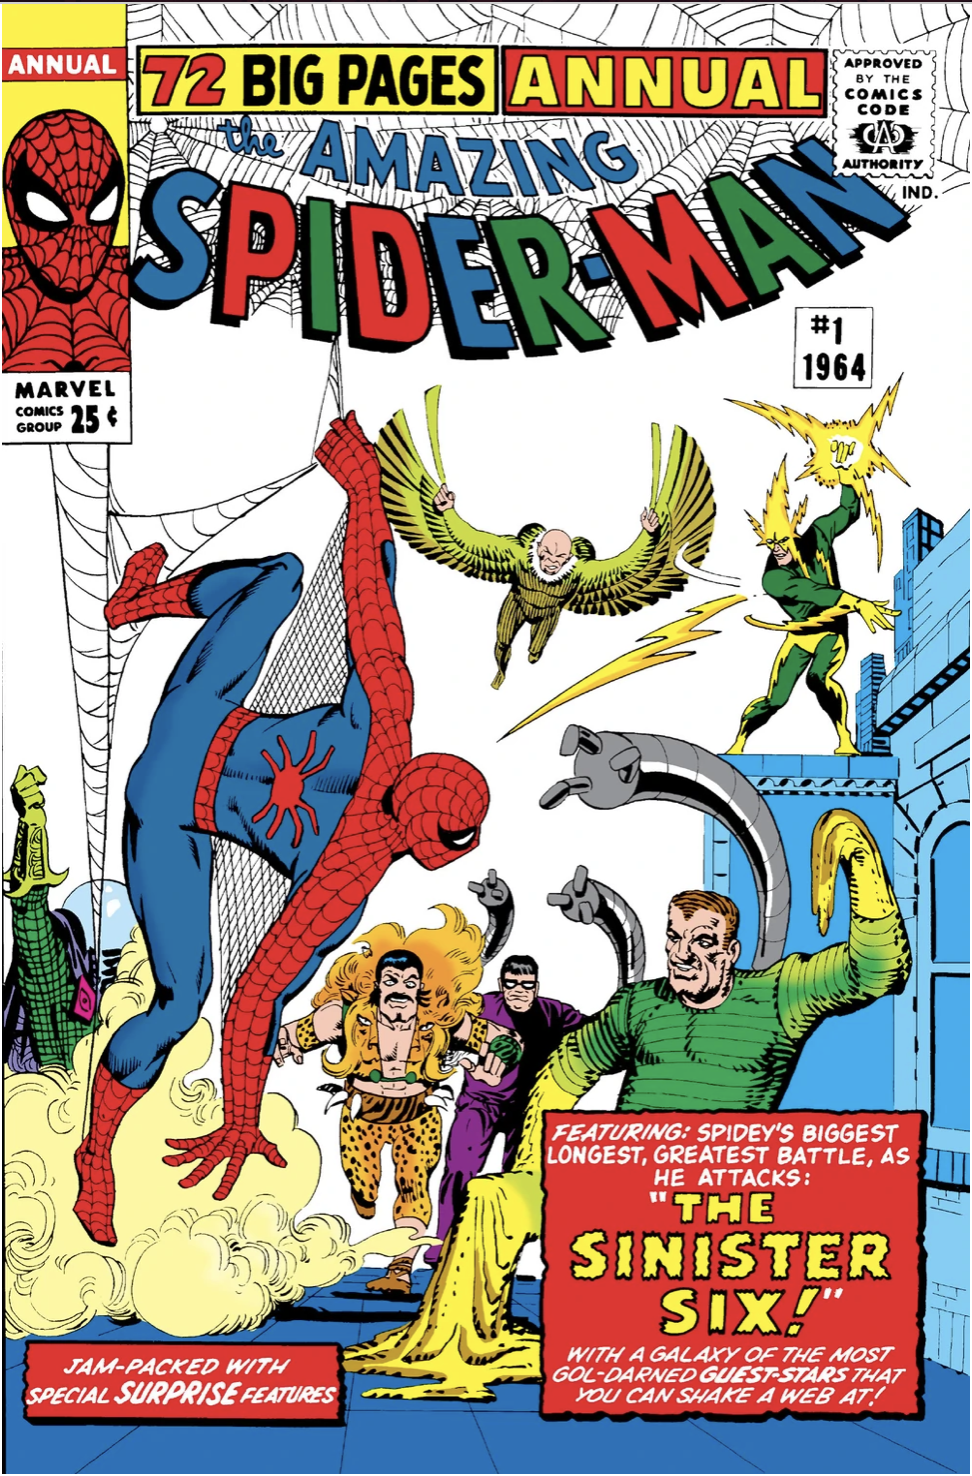 ANNUAL
72 BIG PAGES ANNUAL
APPROVED
BY THE
COMICS
CODE
CA
AUTHORITY
IND.
the AMAZING
SPIDER-MAN
#1
1964
MARVEL
COMICS
GROUP 25¢
FEATURING: SPIDEY'S BIGGEST
LONGEST, GREATEST BATTLE, AS
HE ATTACKS:
"THE
SINISTER
SIX!"
WITH A GALAXY OF THE MOST
GOL-DARNED GUEST-STARS THAT
YOU CAN SHAKE A WEB AT!
JAM-PACKED WITH
SPECIAL SURPRISE FEATURES